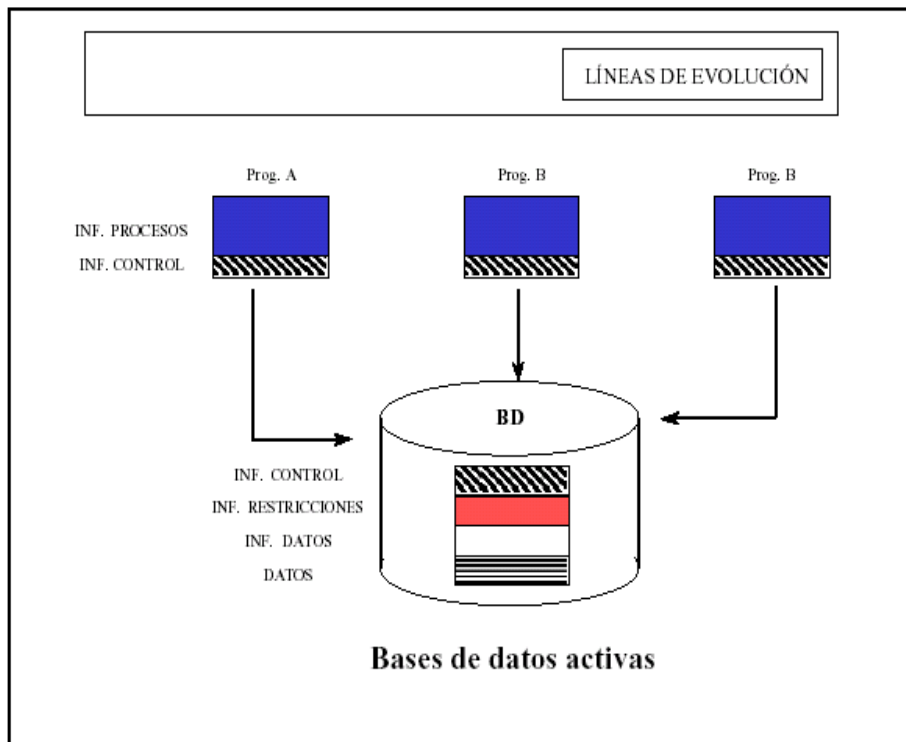 LÍNEAS DE EVOLUCIÓN
Prog. A
Prog. B
Prog. B
INF. PROCESOS
INF. CONTROL
BD
INF. CONTROL
INF. RESTRICCIONES
INF. DATOS
DATOS
Bases de datos activas